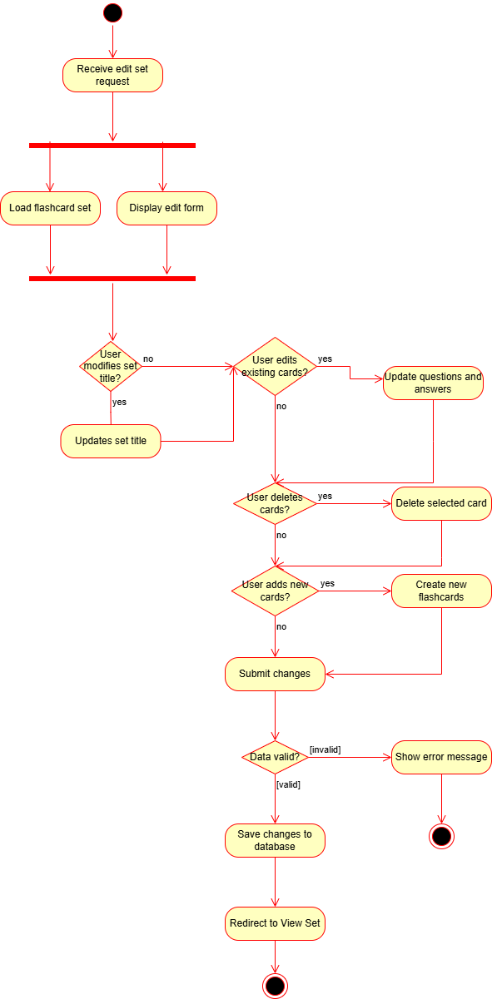 Receive edit set
request
Load flashcard set
Display edit form
User
modifies set
title?
no
yes
Updates set title
User edits
existing cards?
yes
no
Update questions and
answers
User deletes
cards?
yes
no
Delete selected card
User adds new
cards?
yes
no
Create new
flashcards
Submit changes
Data valid?
[invalid]
[valid]
Show error message
Save changes to
database
Redirect to View Set